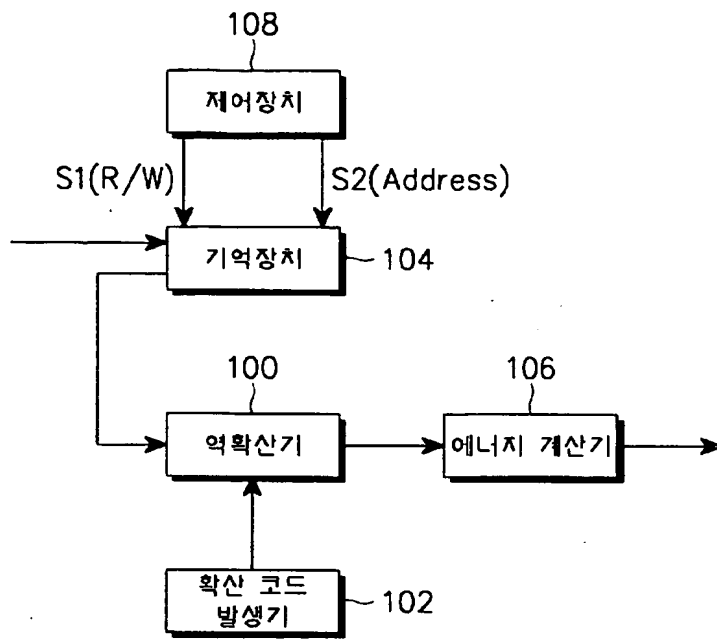 108
제어장치
S1(R/W)
S2(Address)
기억장치
104
100
106
역확산기
에너지 계산기
확산 코드
발생기
102